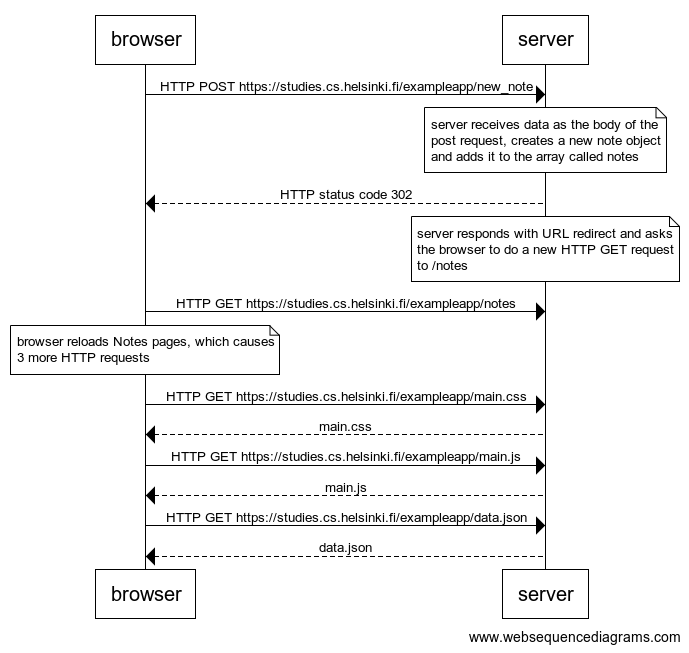 browser
server
HTTP POST https://studies.cs.helsinki.fi/exampleapp/new_note
server receives data as the body of the
post request, creates a new note object
and adds it to the array called notes
HTTP status code 302
server responds with URL redirect and asks
the browser to do a new HTTP GET request
to /notes
HTTP GET https://studies.cs.helsinki.fi/exampleapp/notes
browser reloads Notes pages, which causes
3 more HTTP requests
HTTP GET https://studies.cs.helsinki.fi/exampleapp/main.css
main.css
HTTP GET https://studies.cs.helsinki.fi/exampleapp/main.js
main.js
HTTP GET https://studies.cs.helsinki.fi/exampleapp/data.json
data.json
browser
server
www.websequencediagrams.com